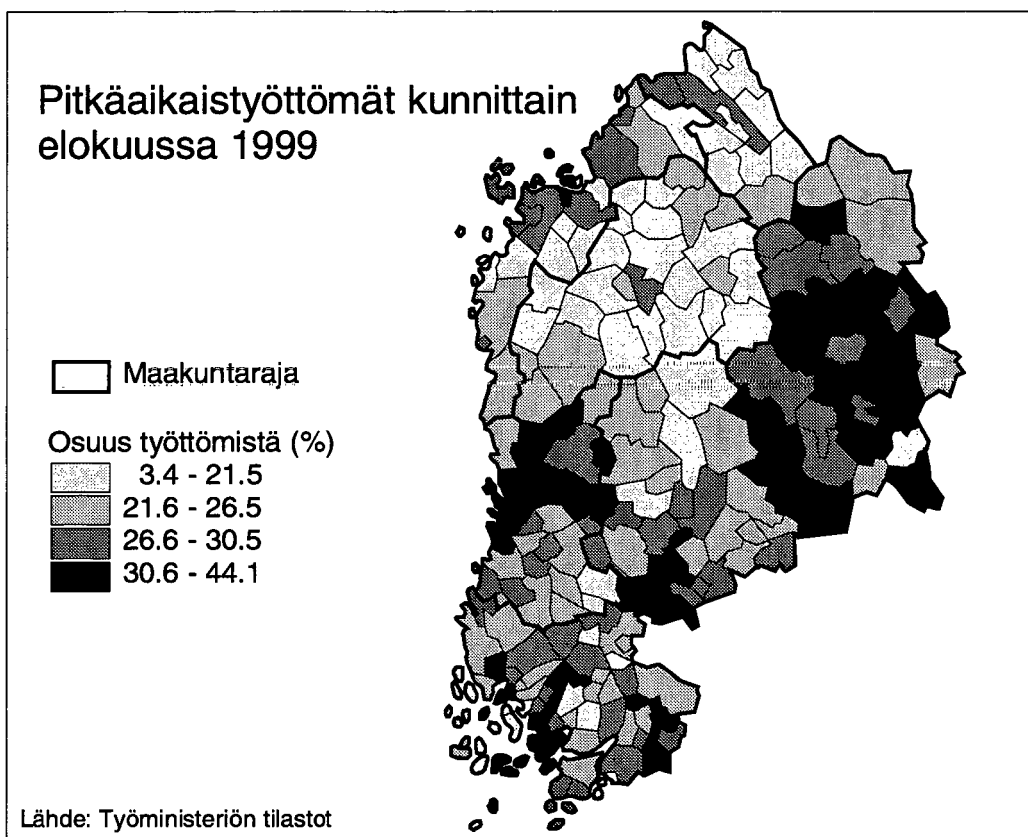 Pitkäaikaistyöttömät kunnittain
elokuussa 1999
Maakuntaraja
Osuus työttömistä (%)
3.4 - 21.5
21.6 - 26.5
26.6 - 30.5
30.6 - 44.1
Lähde: Työministeriön tilastot